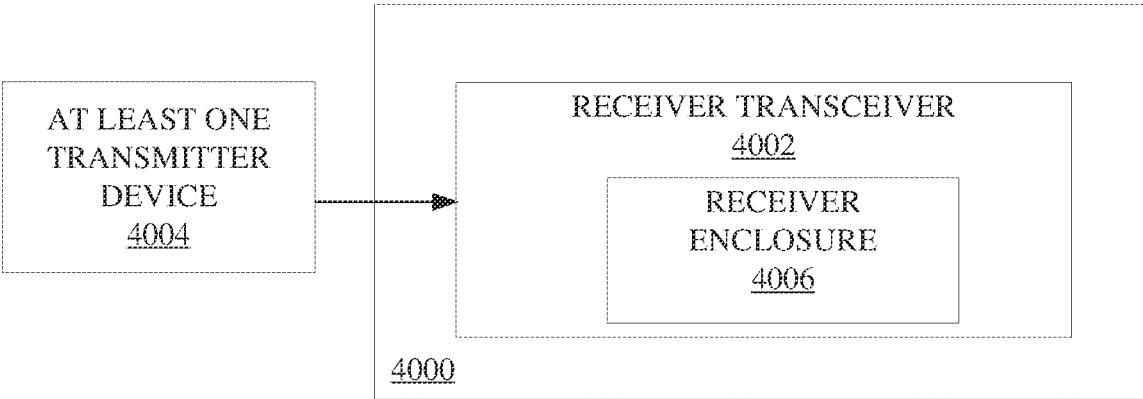 AT LEAST ONE
TRANSMITTER
DEVICE
4004
RECEIVER TRANSCEIVER
4002
RECEIVER
ENCLOSURE
4006
4000